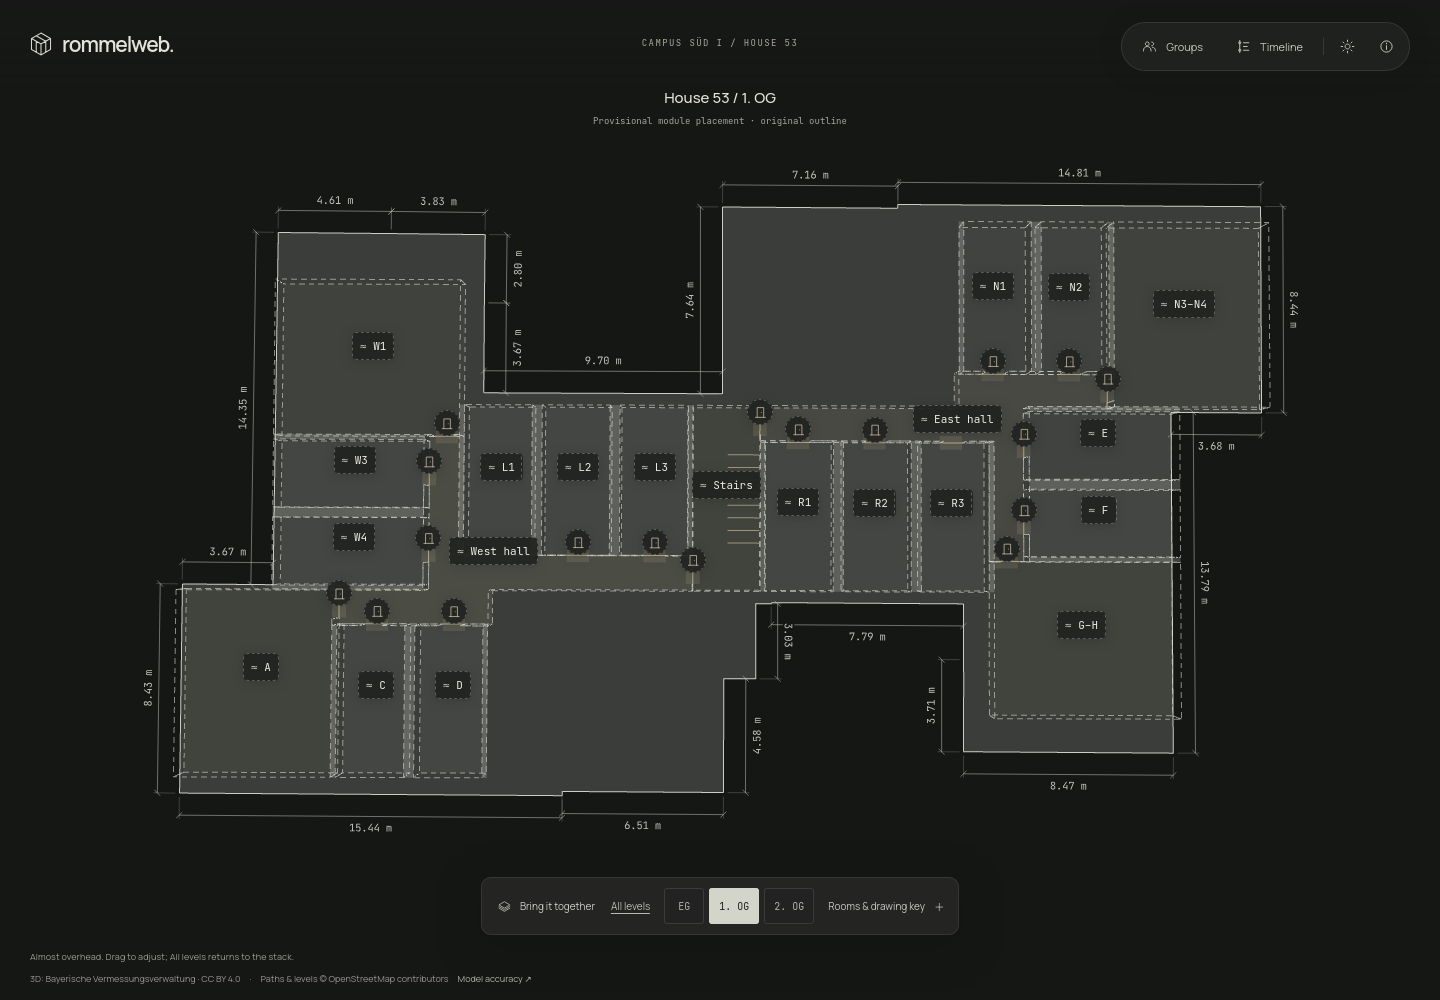 rommelweb.
CAMPUS SÜD I / HOUSE 53
Groups
Timeline
House 53 / 1. OG
Provisional module placement · original outline
7.16 m
14.81 m
4.61 m
3.83 m
2.80 m
7.64 m
≈ N1
≈ N2
≈ N3–N4
8.44 m
≈ W1
3.67 m
9.70 m
14.35 m
≈ East hall
≈ E
3.68 m
≈ W3
≈ L1
≈ L2
≈ L3
≈ Stairs
≈ R1
≈ R2
≈ R3
≈ F
≈ W4
≈ West hall
3.67 m
13.79 m
≈ G–H
3.03 m
7.79 m
≈ A
≈ C
≈ D
8.43 m
3.71 m
4.58 m
8.47 m
15.44 m
6.51 m
Bring it together
All levels
EG
1. OG
2. OG
Rooms & drawing key +
Almost overhead. Drag to adjust; All levels returns to the stack.
3D: Bayerische Vermessungsverwaltung · CC BY 4.0 · Paths & levels © OpenStreetMap contributors Model accuracy ↗